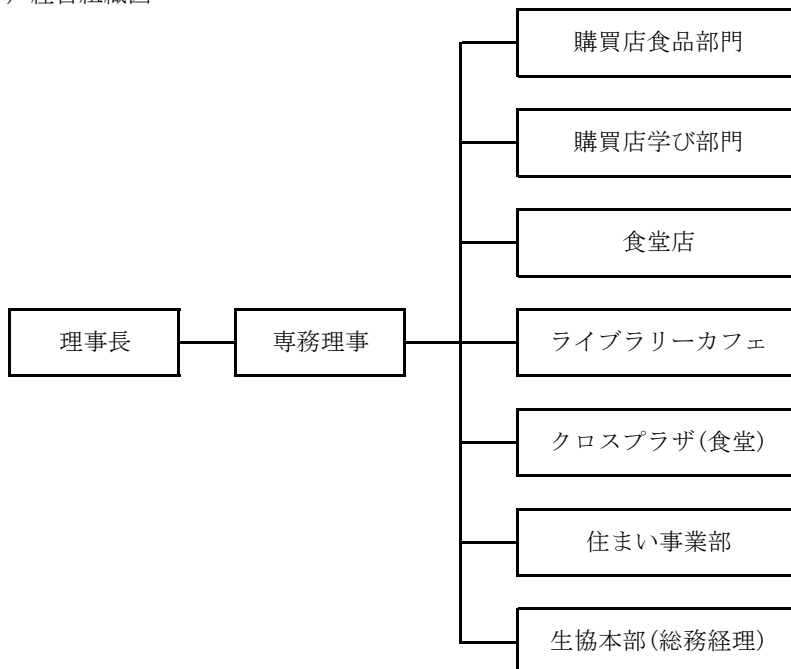 購買店食品部門
購買店学び部門
食堂店
理事長
専務理事
ライブラリーカフェ
クロスプラザ(食堂)
住まい事業部
生協本部(総務経理)